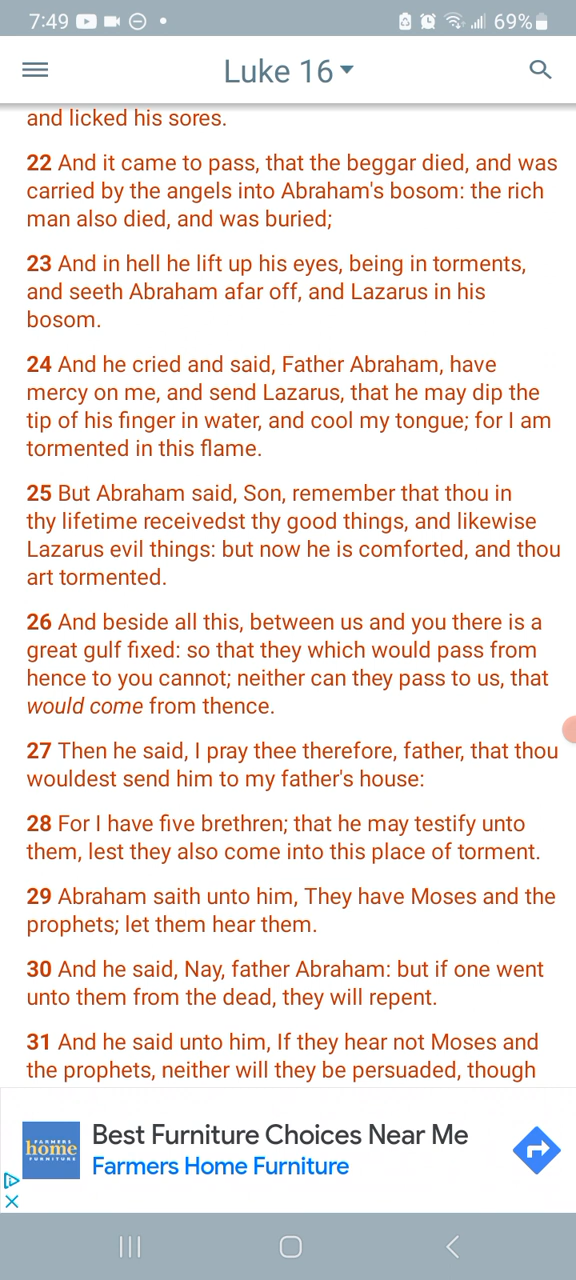 7:49
69%
Luke 16
and licked his sores.
22 And it came to pass, that the beggar died, and was
carried by the angels into Abraham's bosom: the rich
man also died, and was buried;
23 And in hell he lift up his eyes, being in torments,
and seeth Abraham afar off, and Lazarus in his
bosom.
24 And he cried and said, Father Abraham, have
mercy on me, and send Lazarus, that he may dip the
tip of his finger in water, and cool my tongue; for I am
tormented in this flame.
25 But Abraham said, Son, remember that thou in
thy lifetime receivedst thy good things, and likewise
Lazarus evil things: but now he is comforted, and thou
art tormented.
26 And beside all this, between us and you there is a
great gulf fixed: so that they which would pass from
hence to you cannot; neither can they pass to us, that
would come from thence.
27 Then he said, I pray thee therefore, father, that thou
wouldest send him to my father's house:
28 For I have five brethren; that he may testify unto
them, lest they also come into this place of torment.
29 Abraham saith unto him, They have Moses and the
prophets; let them hear them.
30 And he said, Nay, father Abraham: but if one went
unto them from the dead, they will repent.
31 And he said unto him, If they hear not Moses and
the prophets, neither will they be persuaded, though
FARMERS
home
FURNITURE
Best Furniture Choices Near Me
Farmers Home Furniture